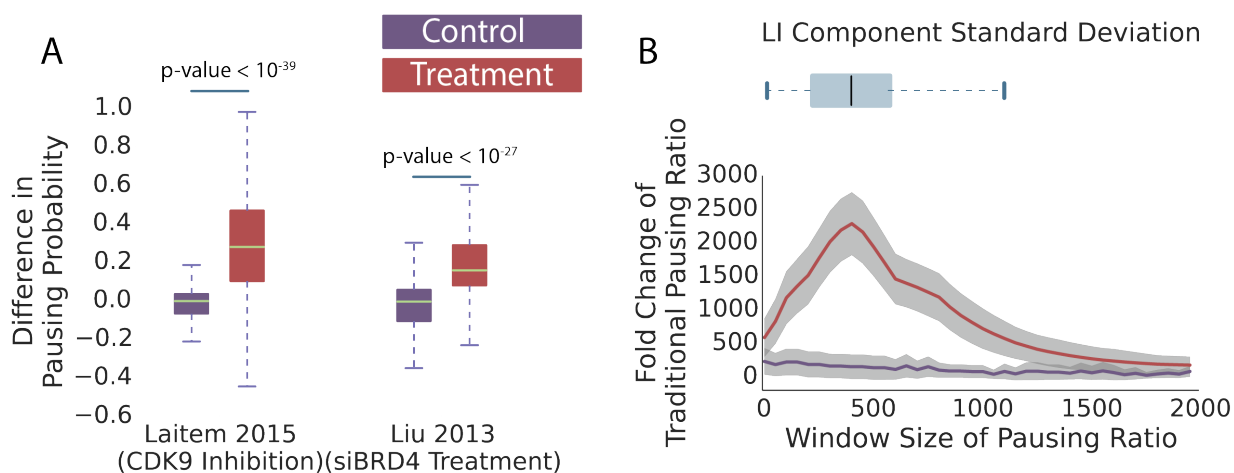 A
Control
Treatment
p-value < 10-39
p-value < 10-27
Difference in
Pausing Probability
1.0
0.8
0.6
0.4
0.2
0.0
−0.2
−0.4
−0.6
Laitem 2015
(CDK9 Inhibition)
Liu 2013
(siBRD4 Treatment)
B
LI Component Standard Deviation
Fold Change of
Traditional Pausing Ratio
3000
2500
2000
1500
1000
500
0
0 500 1000 1500 2000
Window Size of Pausing Ratio